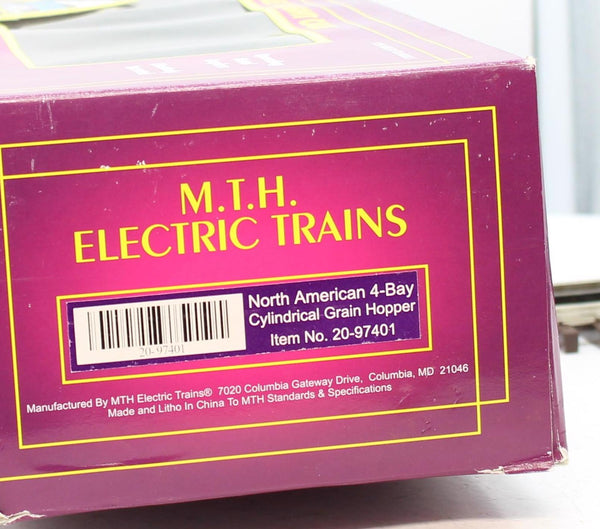 M.T.H.
ELECTRIC TRAINS
North American 4-Bay
Cylindrical Grain Hopper
Item No. 20-97401
20-97401
Manufactured By MTH Electric Trains® 7020 Columbia Gateway Drive, Columbia, MD 21046
Made and Litho In China To MTH Standards & Specifications